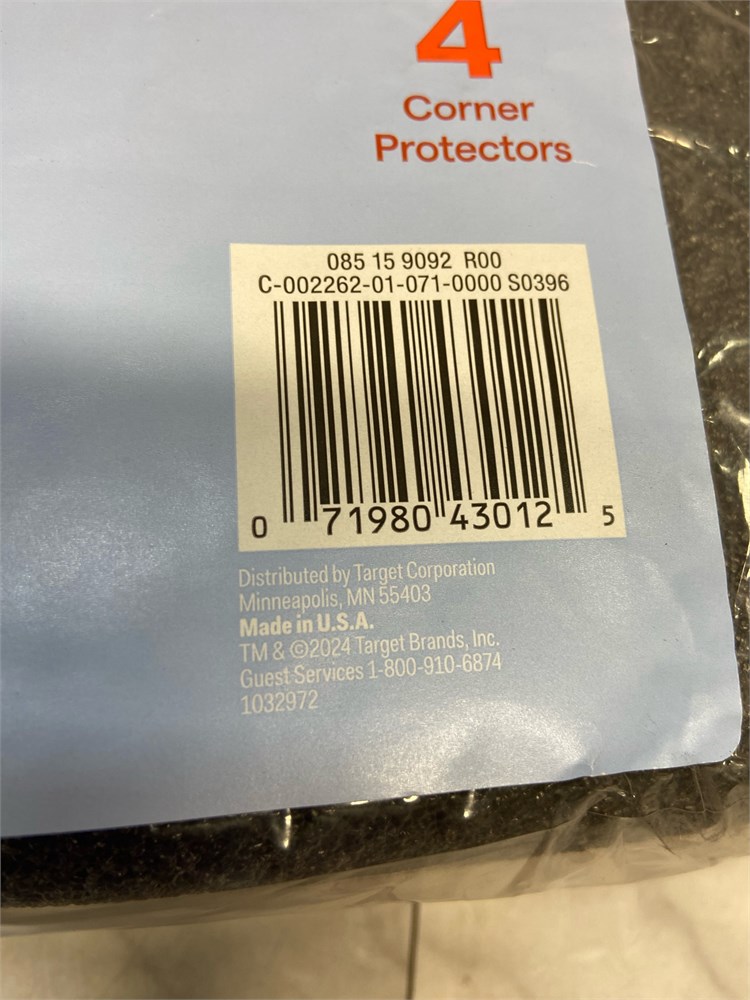 4
Corner
Protectors
085 15 9092 R00
C-002262-01-071-0000 S0396
0 71980 43012 5
Distributed by Target Corporation
Minneapolis, MN 55403
Made in U.S.A.
TM & ©2024 Target Brands, Inc.
Guest Services 1-800-910-6874
1032972